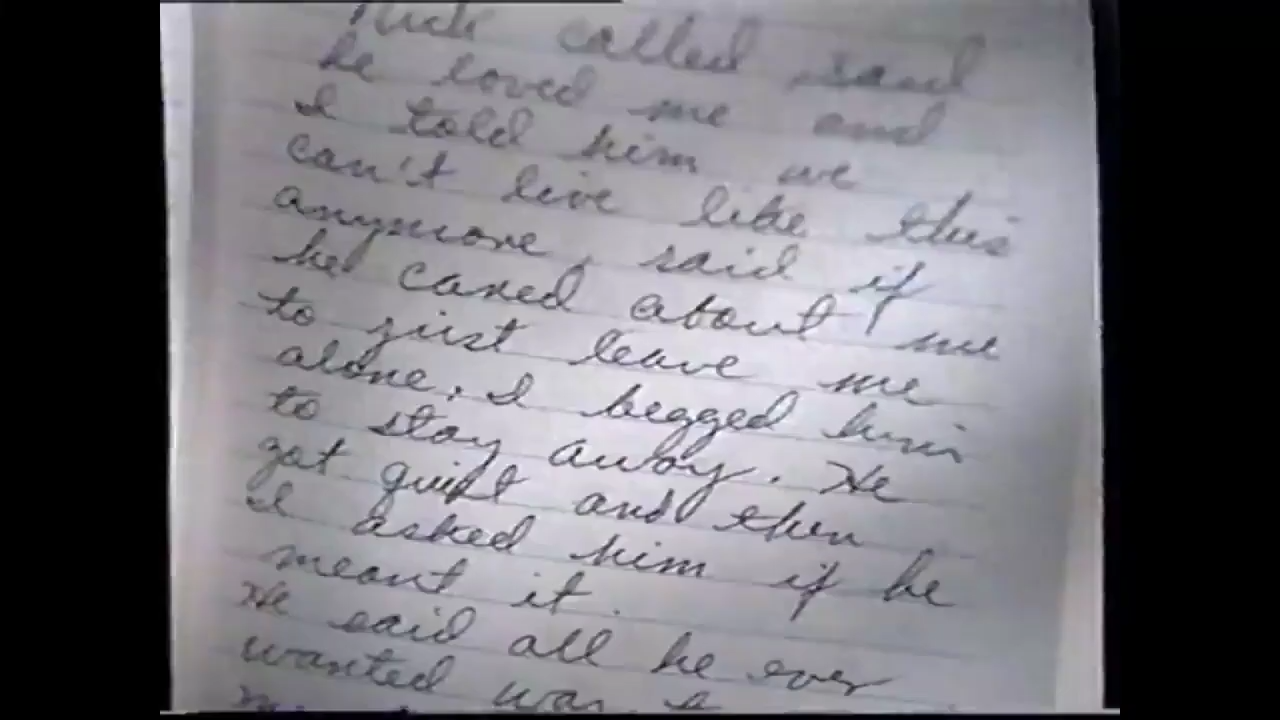 called said
he loved me and
I told him we
can't live like this
anymore, said if
he cared about me
to just leave me
alone. I begged him
to stay away. He
got quiet and then
I asked him if he
meant it.
He said all he ever
wanted was